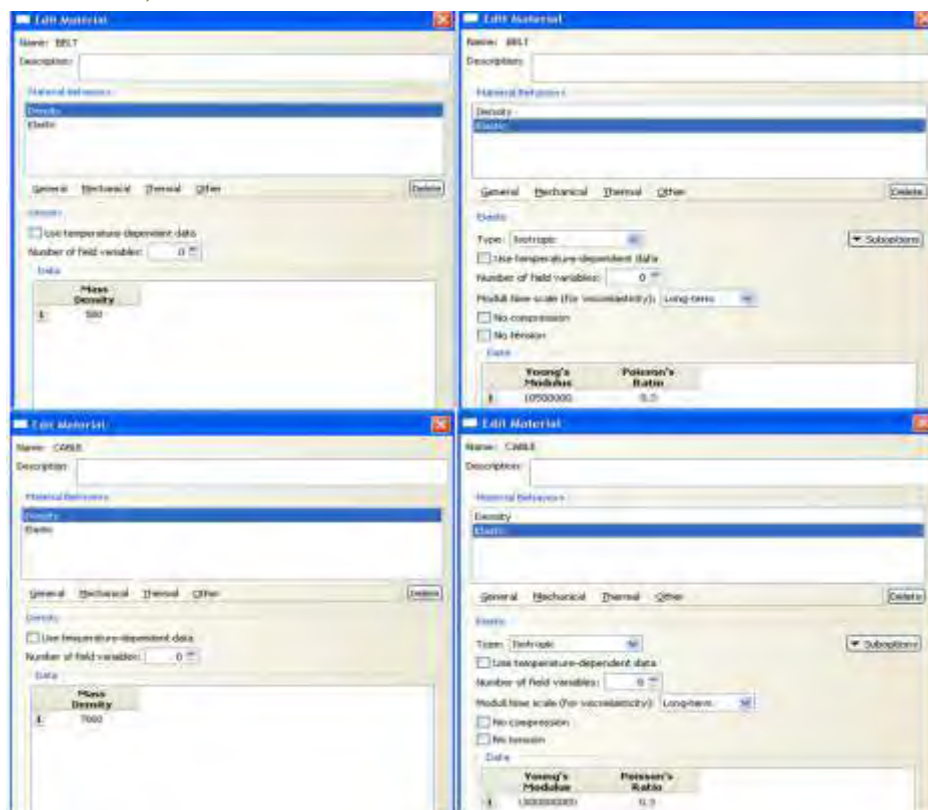 Edit Material
Name: BELT
Description:
Material Behaviors
Density
Elastic
General Mechanical Thermal Other Delete
Density
Use temperature-dependent data
Number of field variables: 0
Data
Mass
Density
1
Edit Material
Name: BELT
Description:
Material Behaviors
Density
Elastic
General Mechanical Thermal Other Delete
Elastic
Type: Isotropic Suboptions
Use temperature-dependent data
Number of field variables: 0
Moduli time scale (for viscoelasticity): Long-term
No compression
No tension
Data
Young's Poisson's
Modulus Ratio
1
Edit Material
Name: CABLE
Description:
Material Behaviors
Density
Elastic
General Mechanical Thermal Other Delete
Density
Use temperature-dependent data
Number of field variables: 0
Data
Mass
Density
1
Edit Material
Name: CABLE
Description:
Material Behaviors
Density
Elastic
General Mechanical Thermal Other Delete
Elastic
Type: Isotropic Suboptions
Use temperature-dependent data
Number of field variables: 0
Moduli time scale (for viscoelasticity): Long-term
No compression
No tension
Data
Young's Poisson's
Modulus Ratio
1 0.3